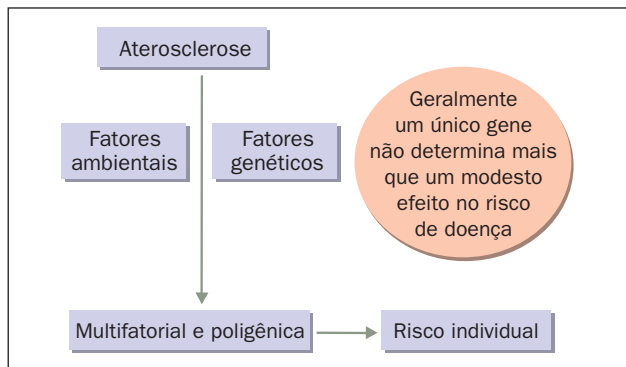 Aterosclerose
Fatores
ambientais
Fatores
genéticos
Geralmente
um único gene
não determina mais
que um modesto
efeito no risco
de doença
Multifatorial e poligênica
Risco individual